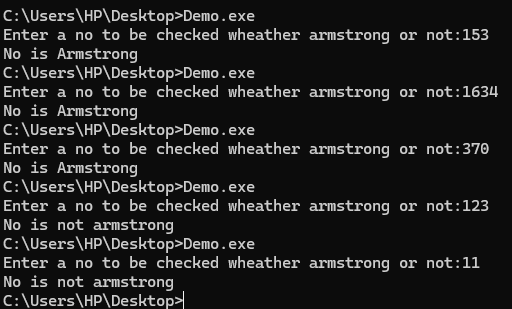 C:\Users\HP\Desktop>Demo.exe
Enter a no to be checked wheather armstrong or not:153
No is Armstrong
C:\Users\HP\Desktop>Demo.exe
Enter a no to be checked wheather armstrong or not:1634
No is Armstrong
C:\Users\HP\Desktop>Demo.exe
Enter a no to be checked wheather armstrong or not:370
No is Armstrong
C:\Users\HP\Desktop>Demo.exe
Enter a no to be checked wheather armstrong or not:123
No is not armstrong
C:\Users\HP\Desktop>Demo.exe
Enter a no to be checked wheather armstrong or not:11
No is not armstrong
C:\Users\HP\Desktop>